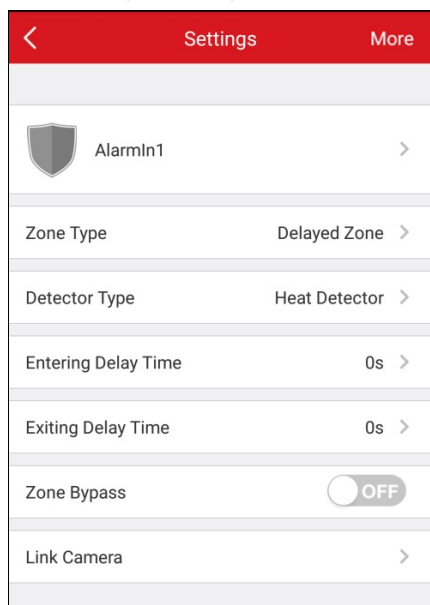 Settings More
AlarmIn1
Zone Type Delayed Zone
Detector Type Heat Detector
Entering Delay Time 0s
Exiting Delay Time 0s
Zone Bypass OFF
Link Camera